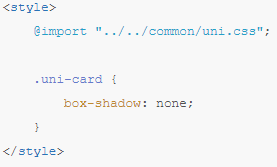 <style>
@import "../../common/uni.css";
.uni-card {
box-shadow: none;
}
</style>